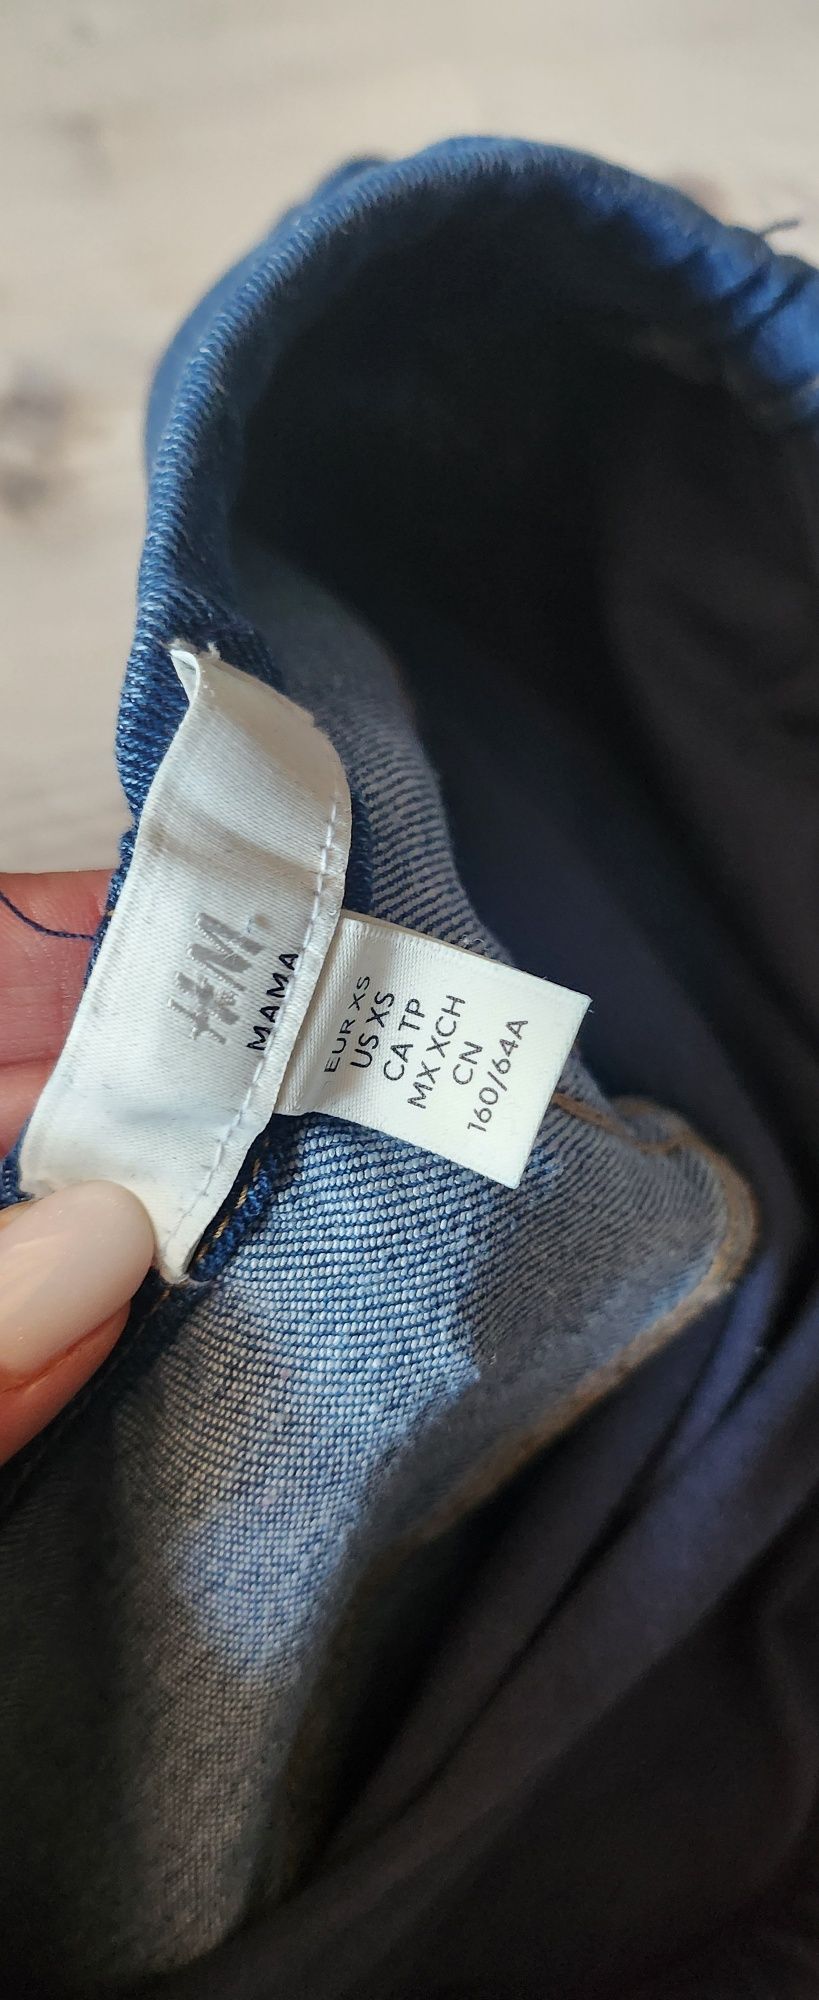 H&M
MAMA
EUR XS
US XS
CA TP
MX XCH
CN
160/64A